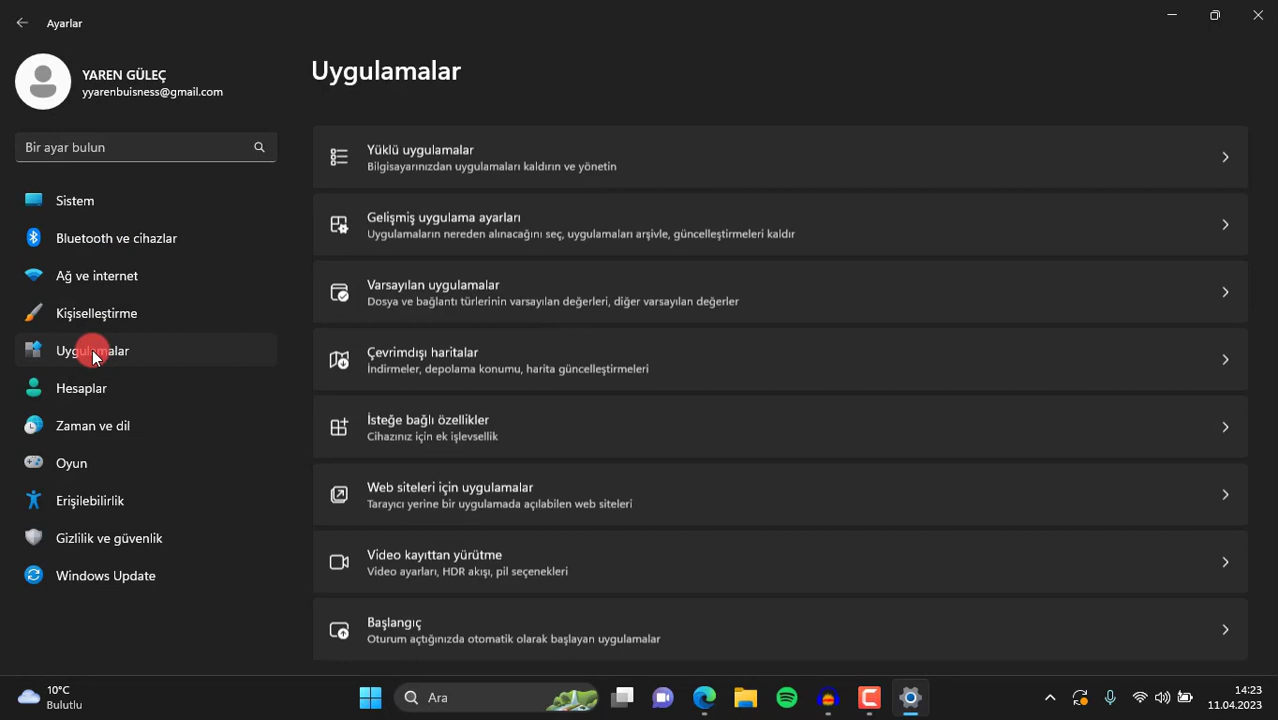 Ayarlar
YAREN GÜLEÇ
yyarenbuisness@gmail.com
Bir ayar bulun
Sistem
Bluetooth ve cihazlar
Ağ ve internet
Kişiselleştirme
Uygulamalar
Hesaplar
Zaman ve dil
Oyun
Erişilebilirlik
Gizlilik ve güvenlik
Windows Update
Uygulamalar
Yüklü uygulamalar
Bilgisayarınızdan uygulamaları kaldırın ve yönetin
Gelişmiş uygulama ayarları
Uygulamaların nereden alınacağını seç, uygulamaları arşivle, güncelleştirmeleri kaldır
Varsayılan uygulamalar
Dosya ve bağlantı türlerinin varsayılan değerleri, diğer varsayılan değerler
Çevrimdışı haritalar
İndirmeler, depolama konumu, harita güncelleştirmeleri
İsteğe bağlı özellikler
Cihazınız için ek işlevsellik
Web siteleri için uygulamalar
Tarayıcı yerine bir uygulamada açılabilen web siteleri
Video kayıttan yürütme
Video ayarları, HDR akışı, pil seçenekleri
Başlangıç
Oturum açtığınızda otomatik olarak başlayan uygulamalar
10°C
Bulutlu
Ara
14:23
11.04.2023